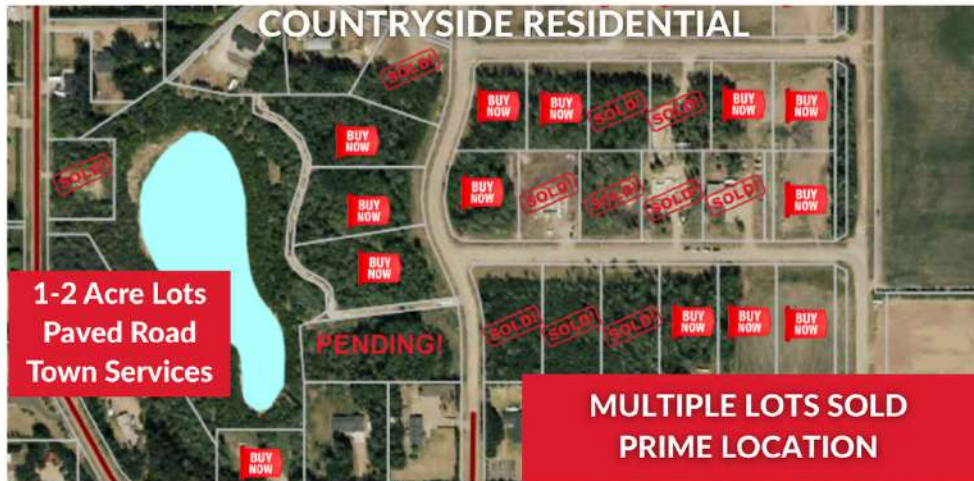 COUNTRYSIDE RESIDENTIAL
SOLD!
BUY
NOW
BUY
NOW
SOLD!
SOLD!
BUY
NOW
BUY
NOW
BUY
NOW
SOLD!
BUY
NOW
BUY
NOW
SOLD!
SOLD!
SOLD!
SOLD!
BUY
NOW
BUY
NOW
1-2 Acre Lots
Paved Road
Town Services
PENDING!
SOLD!
SOLD!
SOLD!
BUY
NOW
BUY
NOW
BUY
NOW
MULTIPLE LOTS SOLD
PRIME LOCATION
BUY
NOW